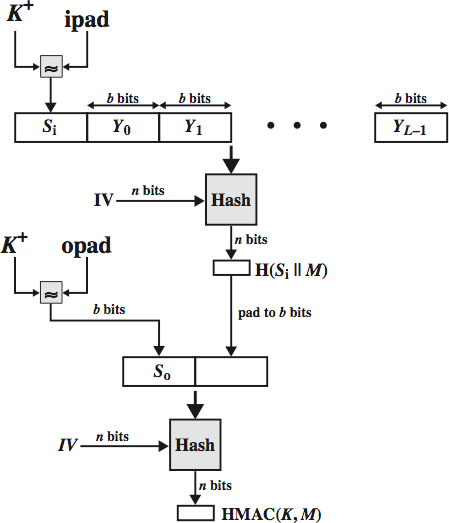 K⁺ ipad
≈
b bits b bits b bits
Sᵢ Y₀ Y₁ • • • Y_L–1
IV n bits Hash
n bits
K⁺ opad
H(Sᵢ || M)
≈
b bits pad to b bits
Sₒ
IV n bits Hash
n bits
HMAC(K, M)